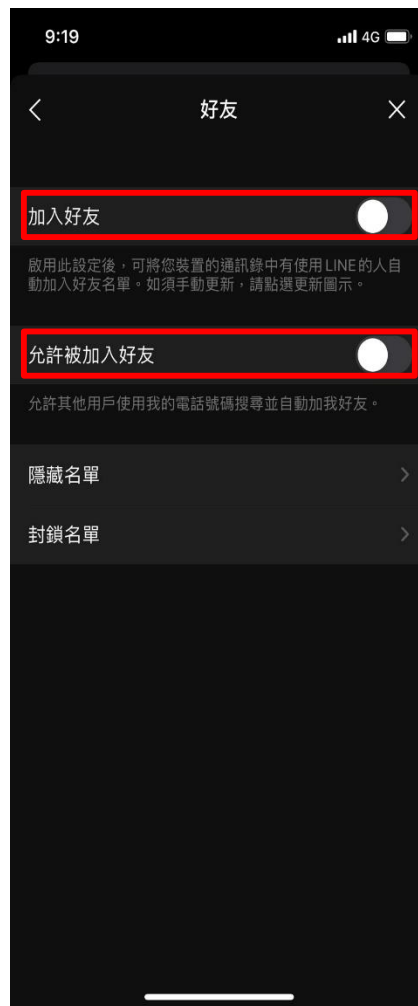 9:19 4G
好友
加入好友
啟用此設定後，可將您裝置的通訊錄中有使用LINE的人自
動加入好友名單。如須手動更新，請點選更新圖示。
允許被加入好友
允許其他用戶使用我的電話號碼搜尋並自動加我好友。
隱藏名單
封鎖名單